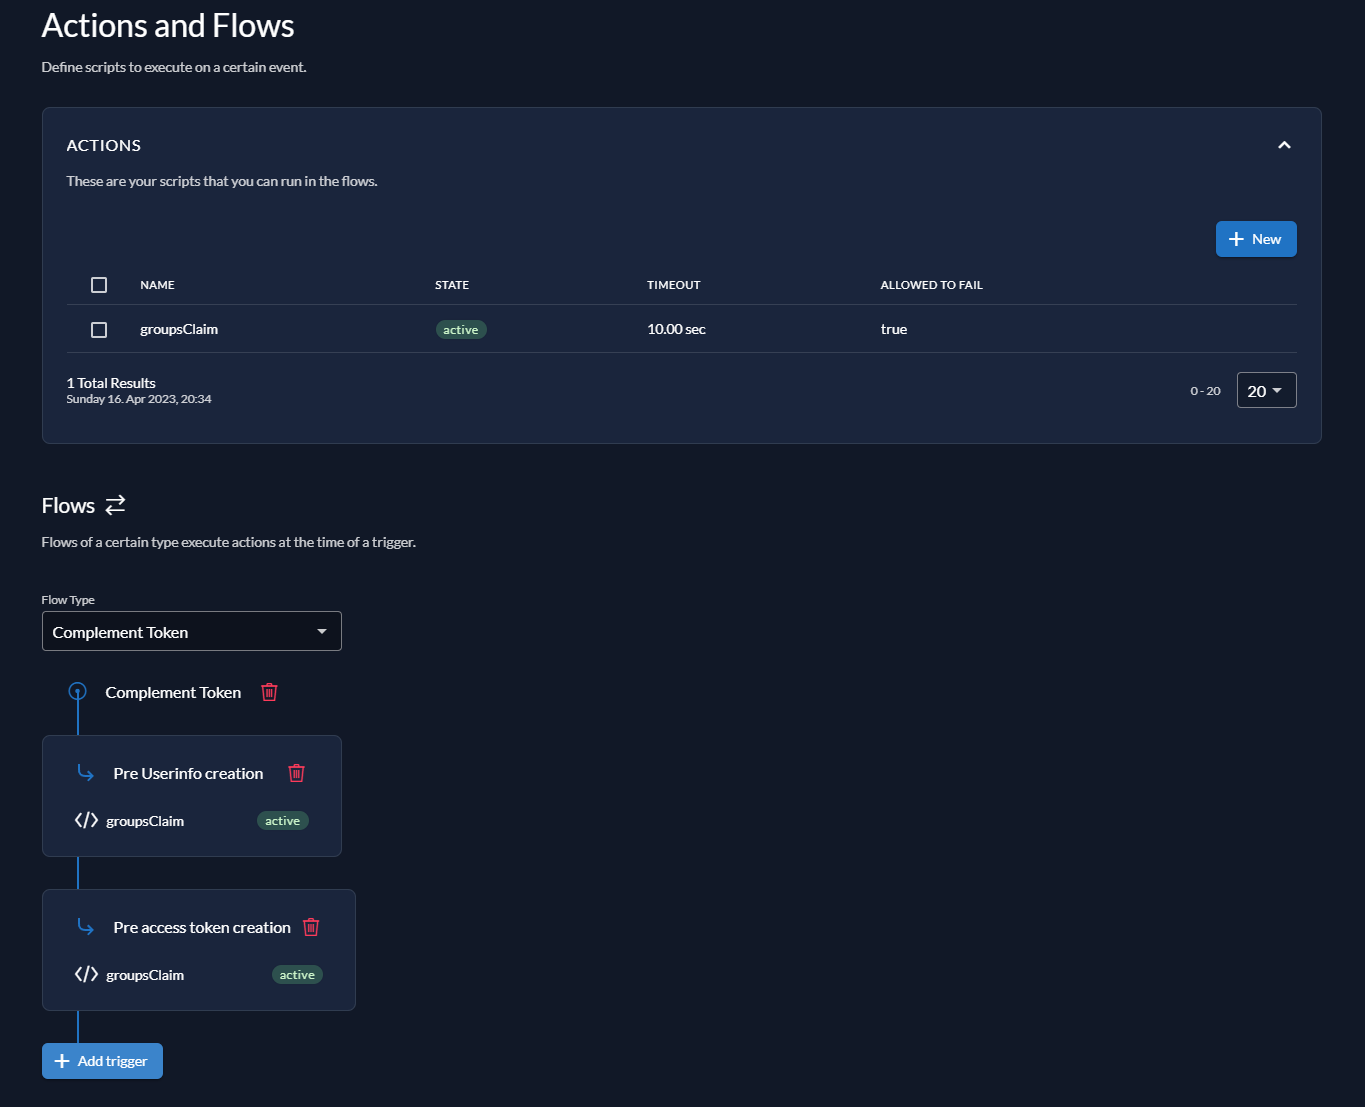 Actions and Flows
Define scripts to execute on a certain event.
ACTIONS
These are your scripts that you can run in the flows.
New
NAME STATE TIMEOUT ALLOWED TO FAIL
groupsClaim active 10.00 sec true
1 Total Results
Sunday 16. Apr 2023, 20:34
0 - 20 20
Flows
Flows of a certain type execute actions at the time of a trigger.
Flow Type
Complement Token
Complement Token
Pre Userinfo creation
groupsClaim active
Pre access token creation
groupsClaim active
Add trigger